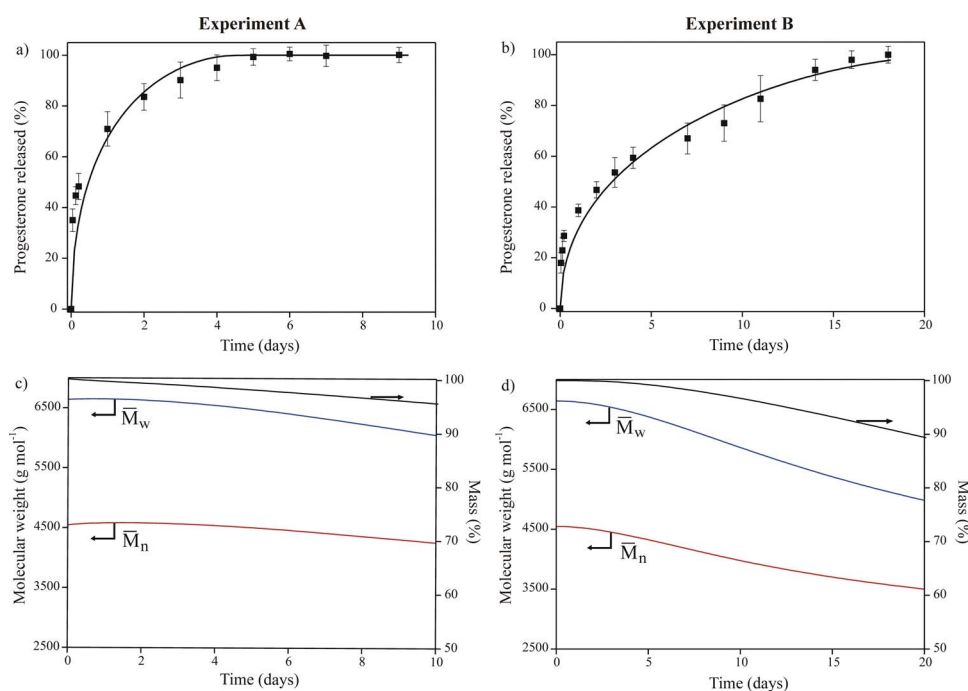 Experiment A
Experiment B
a)
Progesterone released (%)
100
80
60
40
20
0
0 2 4 6 8 10
Time (days)
b)
Progesterone released (%)
100
80
60
40
20
0
0 5 10 15 20
Time (days)
c)
Molecular weight (g mol⁻¹)
6500
5500
4500
3500
2500
M̅w
M̅n
100
90
80
70
60
50
Mass (%)
0 2 4 6 8 10
Time (days)
d)
Molecular weight (g mol⁻¹)
6500
5500
4500
3500
2500
M̅w
M̅n
100
90
80
70
60
50
Mass (%)
0 5 10 15 20
Time (days)